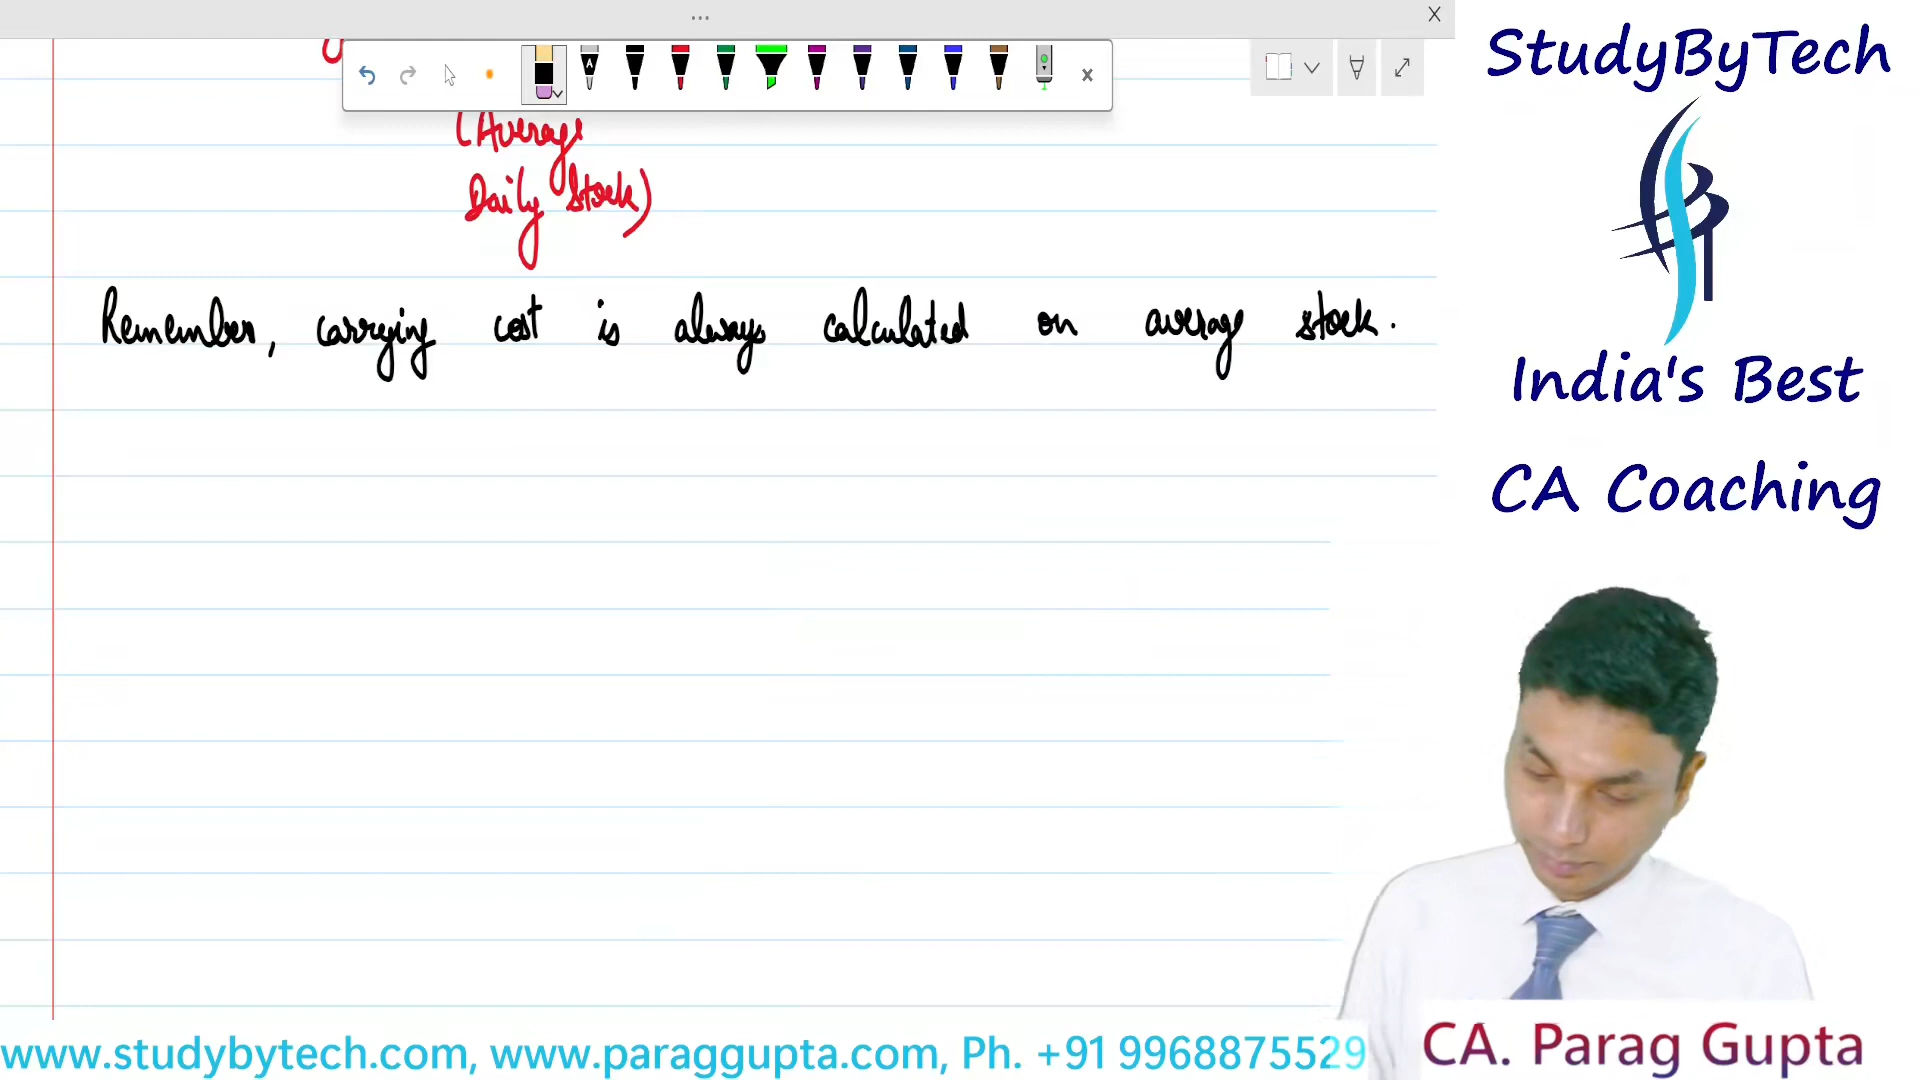 StudyByTech
(Average
Daily Stock)
Remember, carrying cost is always calculated on average stock.
India's Best
CA Coaching
www.studybytech.com, www.paraggupta.com, Ph. +91 9968875529
CA. Parag Gupta